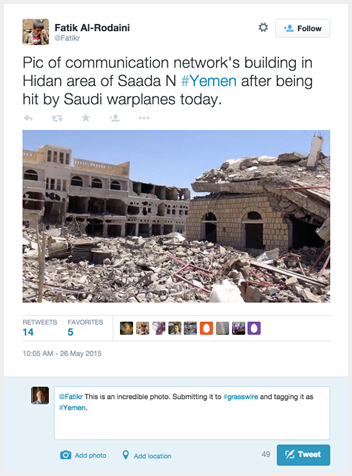 Fatik Al-Rodaini
@Fatikr
Follow
Pic of communication network's building in
Hidan area of Saada N #Yemen after being
hit by Saudi warplanes today.
RETWEETS
14
FAVORITES
5
10:05 AM - 26 May 2015
@Fatikr This is an incredible photo. Submitting it to #grasswire and tagging it as
#Yemen.
Add photo
Add location
49
Tweet